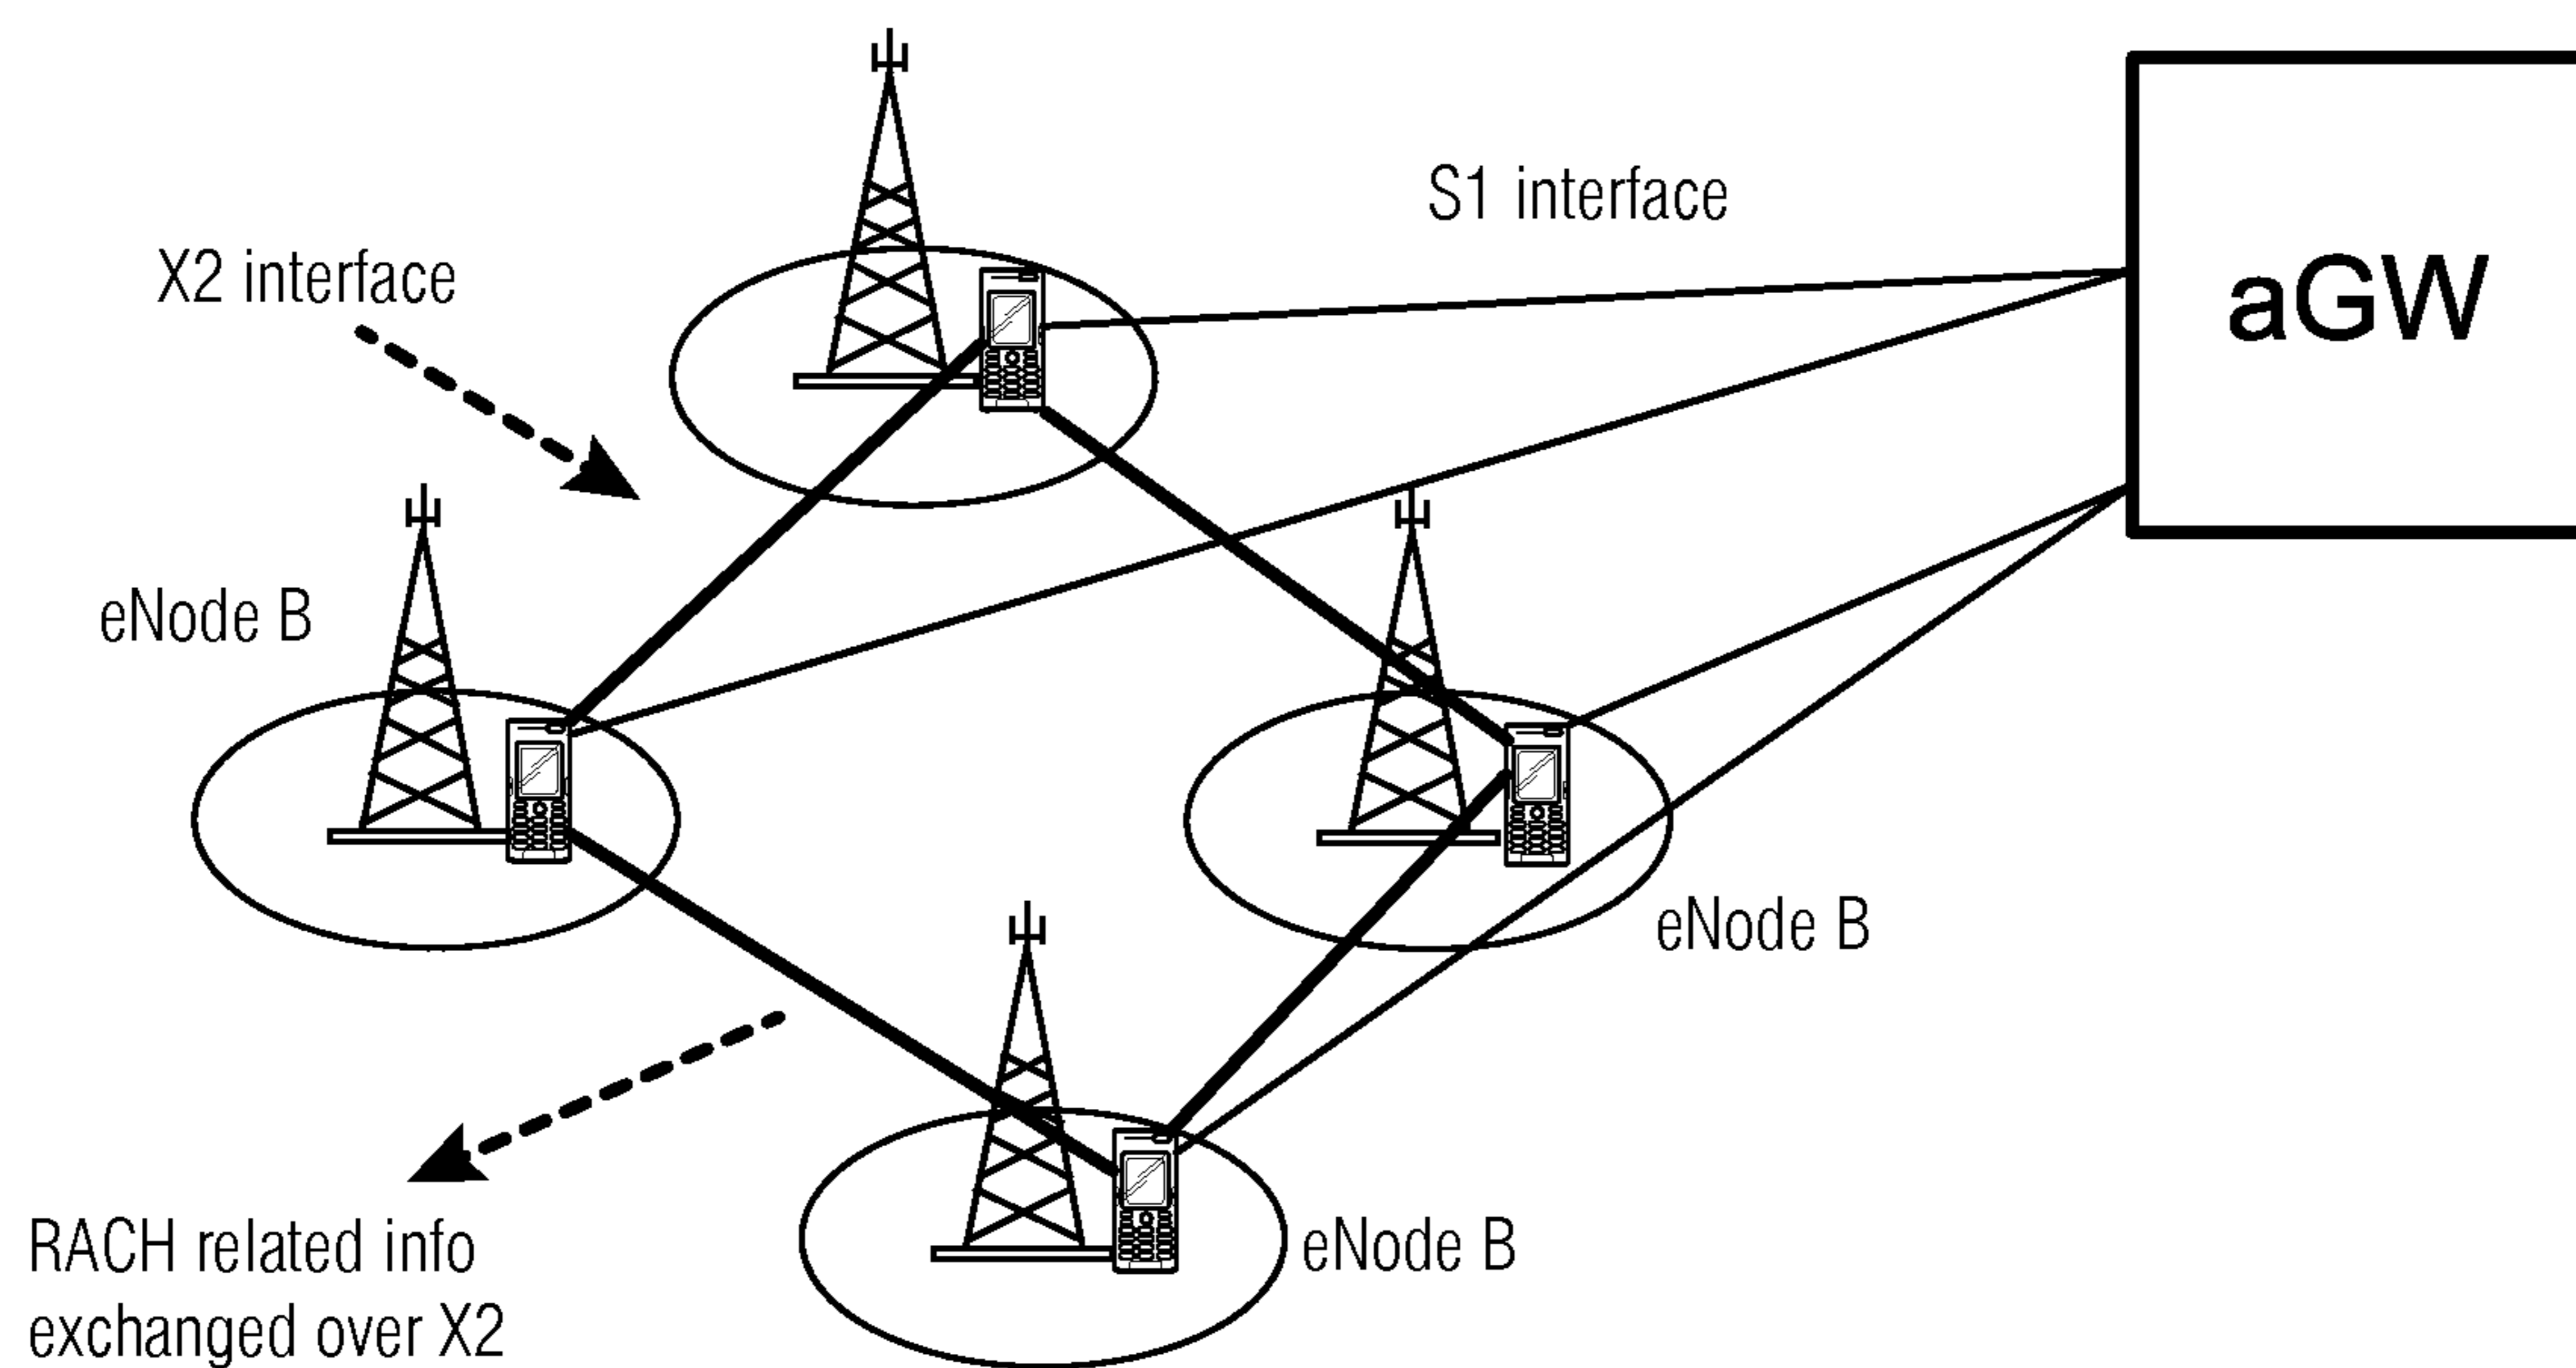 S1 interface
aGW
X2 interface
eNode B
eNode B
RACH related info
exchanged over X2
eNode B